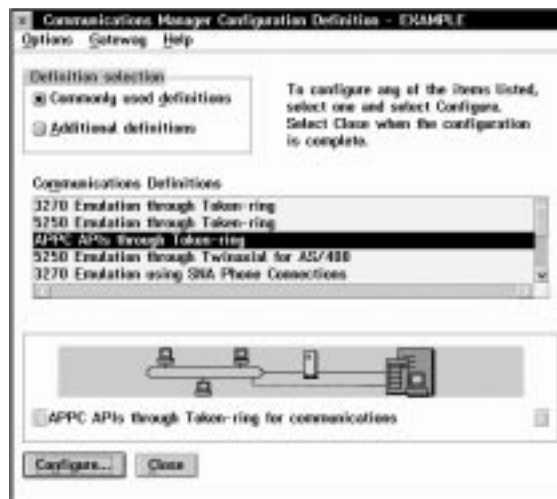 Communications Manager Configuration Definition - EXAMPLE
Options Gateway Help
Definition selection
Commonly used definitions
Additional definitions
To configure any of the items listed,
select one and select Configure.
Select Close when the configuration
is complete.
Communications Definitions
3270 Emulation through Token-ring
5250 Emulation through Token-ring
APPC APIs through Token-ring
5250 Emulation through Twinaxial for AS/400
3270 Emulation using SNA Phone Connections
APPC APIs through Token-ring for communications
Configure... Close